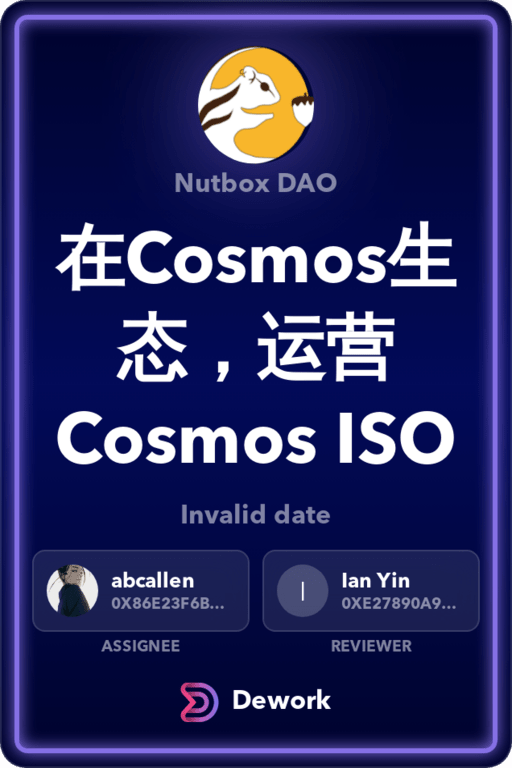 Nutbox DAO
在Cosmos生
态，运营
Cosmos ISO
Invalid date
abcallen
0X86E23F6B...
I
Ian Yin
0XE27890A9...
ASSIGNEE
REVIEWER
Dework